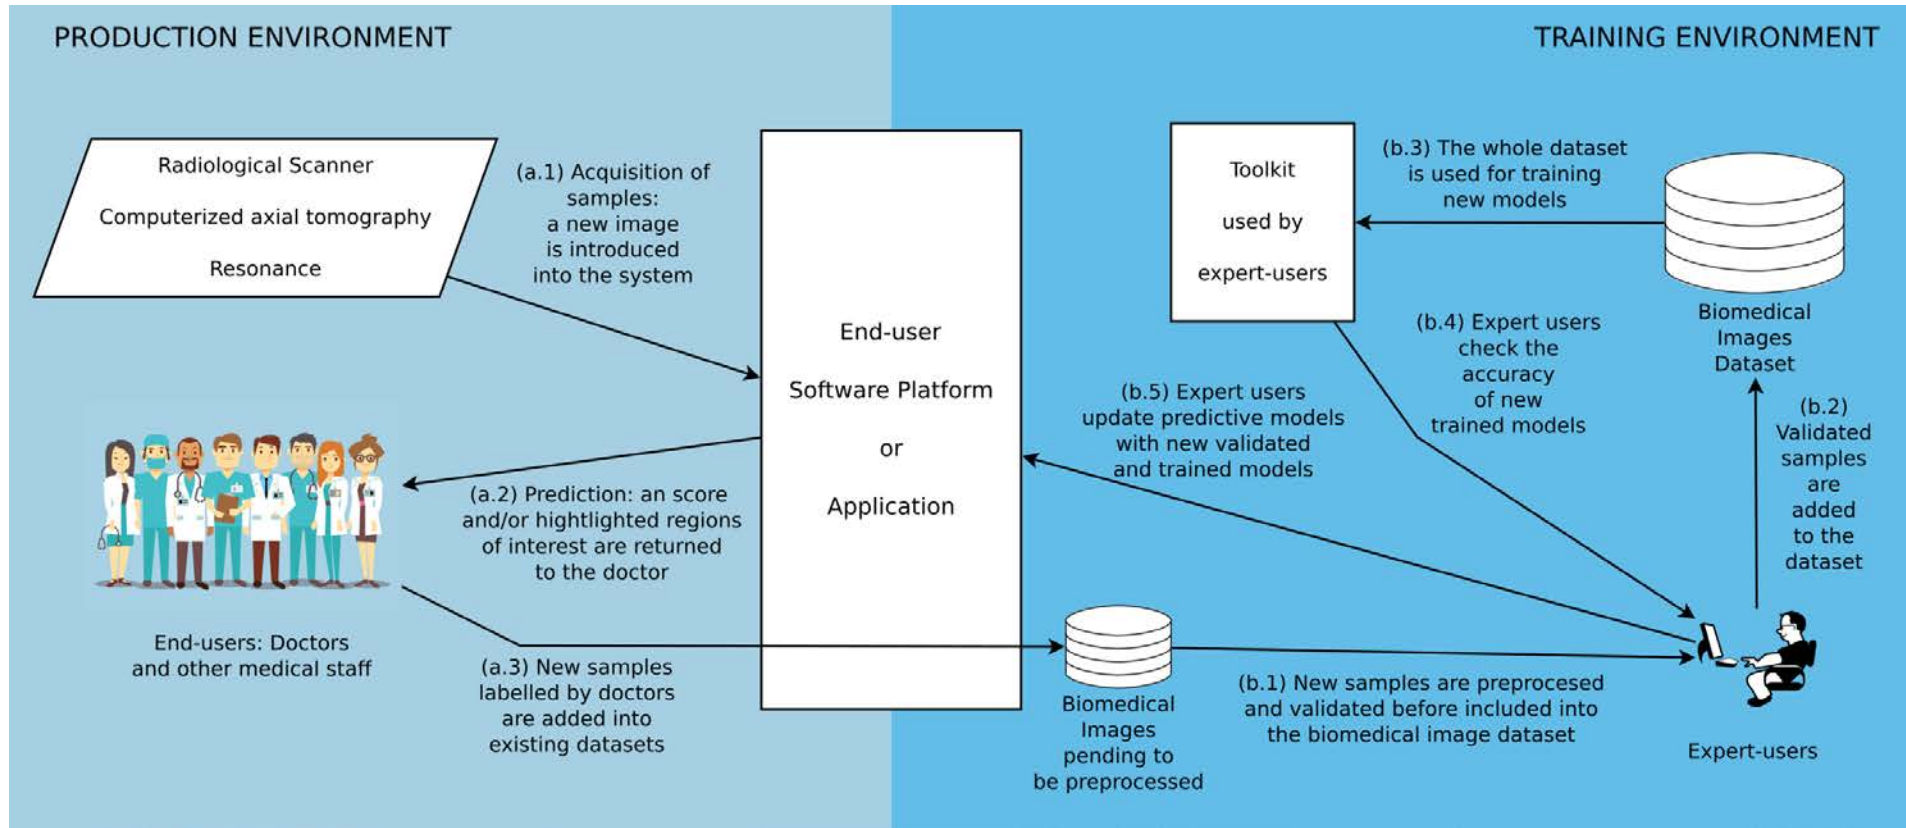 PRODUCTION ENVIRONMENT
TRAINING ENVIRONMENT
Radiological Scanner
Computerized axial tomography
Resonance
(a.1) Acquisition of
samples:
a new image
is introduced
into the system
End-user
Software Platform
or
Application
(a.2) Prediction: an score
and/or hightlighted regions
of interest are returned
to the doctor
End-users: Doctors
and other medical staff
(a.3) New samples
labelled by doctors
are added into
existing datasets
Biomedical
Images
pending to
be preprocessed
(b.1) New samples are preprocesed
and validated before included into
the biomedical image dataset
Expert-users
(b.2)
Validated
samples
are
added
to the
dataset
Biomedical
Images
Dataset
(b.3) The whole dataset
is used for training
new models
Toolkit
used by
expert-users
(b.4) Expert users
check the
accuracy
of new
trained models
(b.5) Expert users
update predictive models
with new validated
and trained models